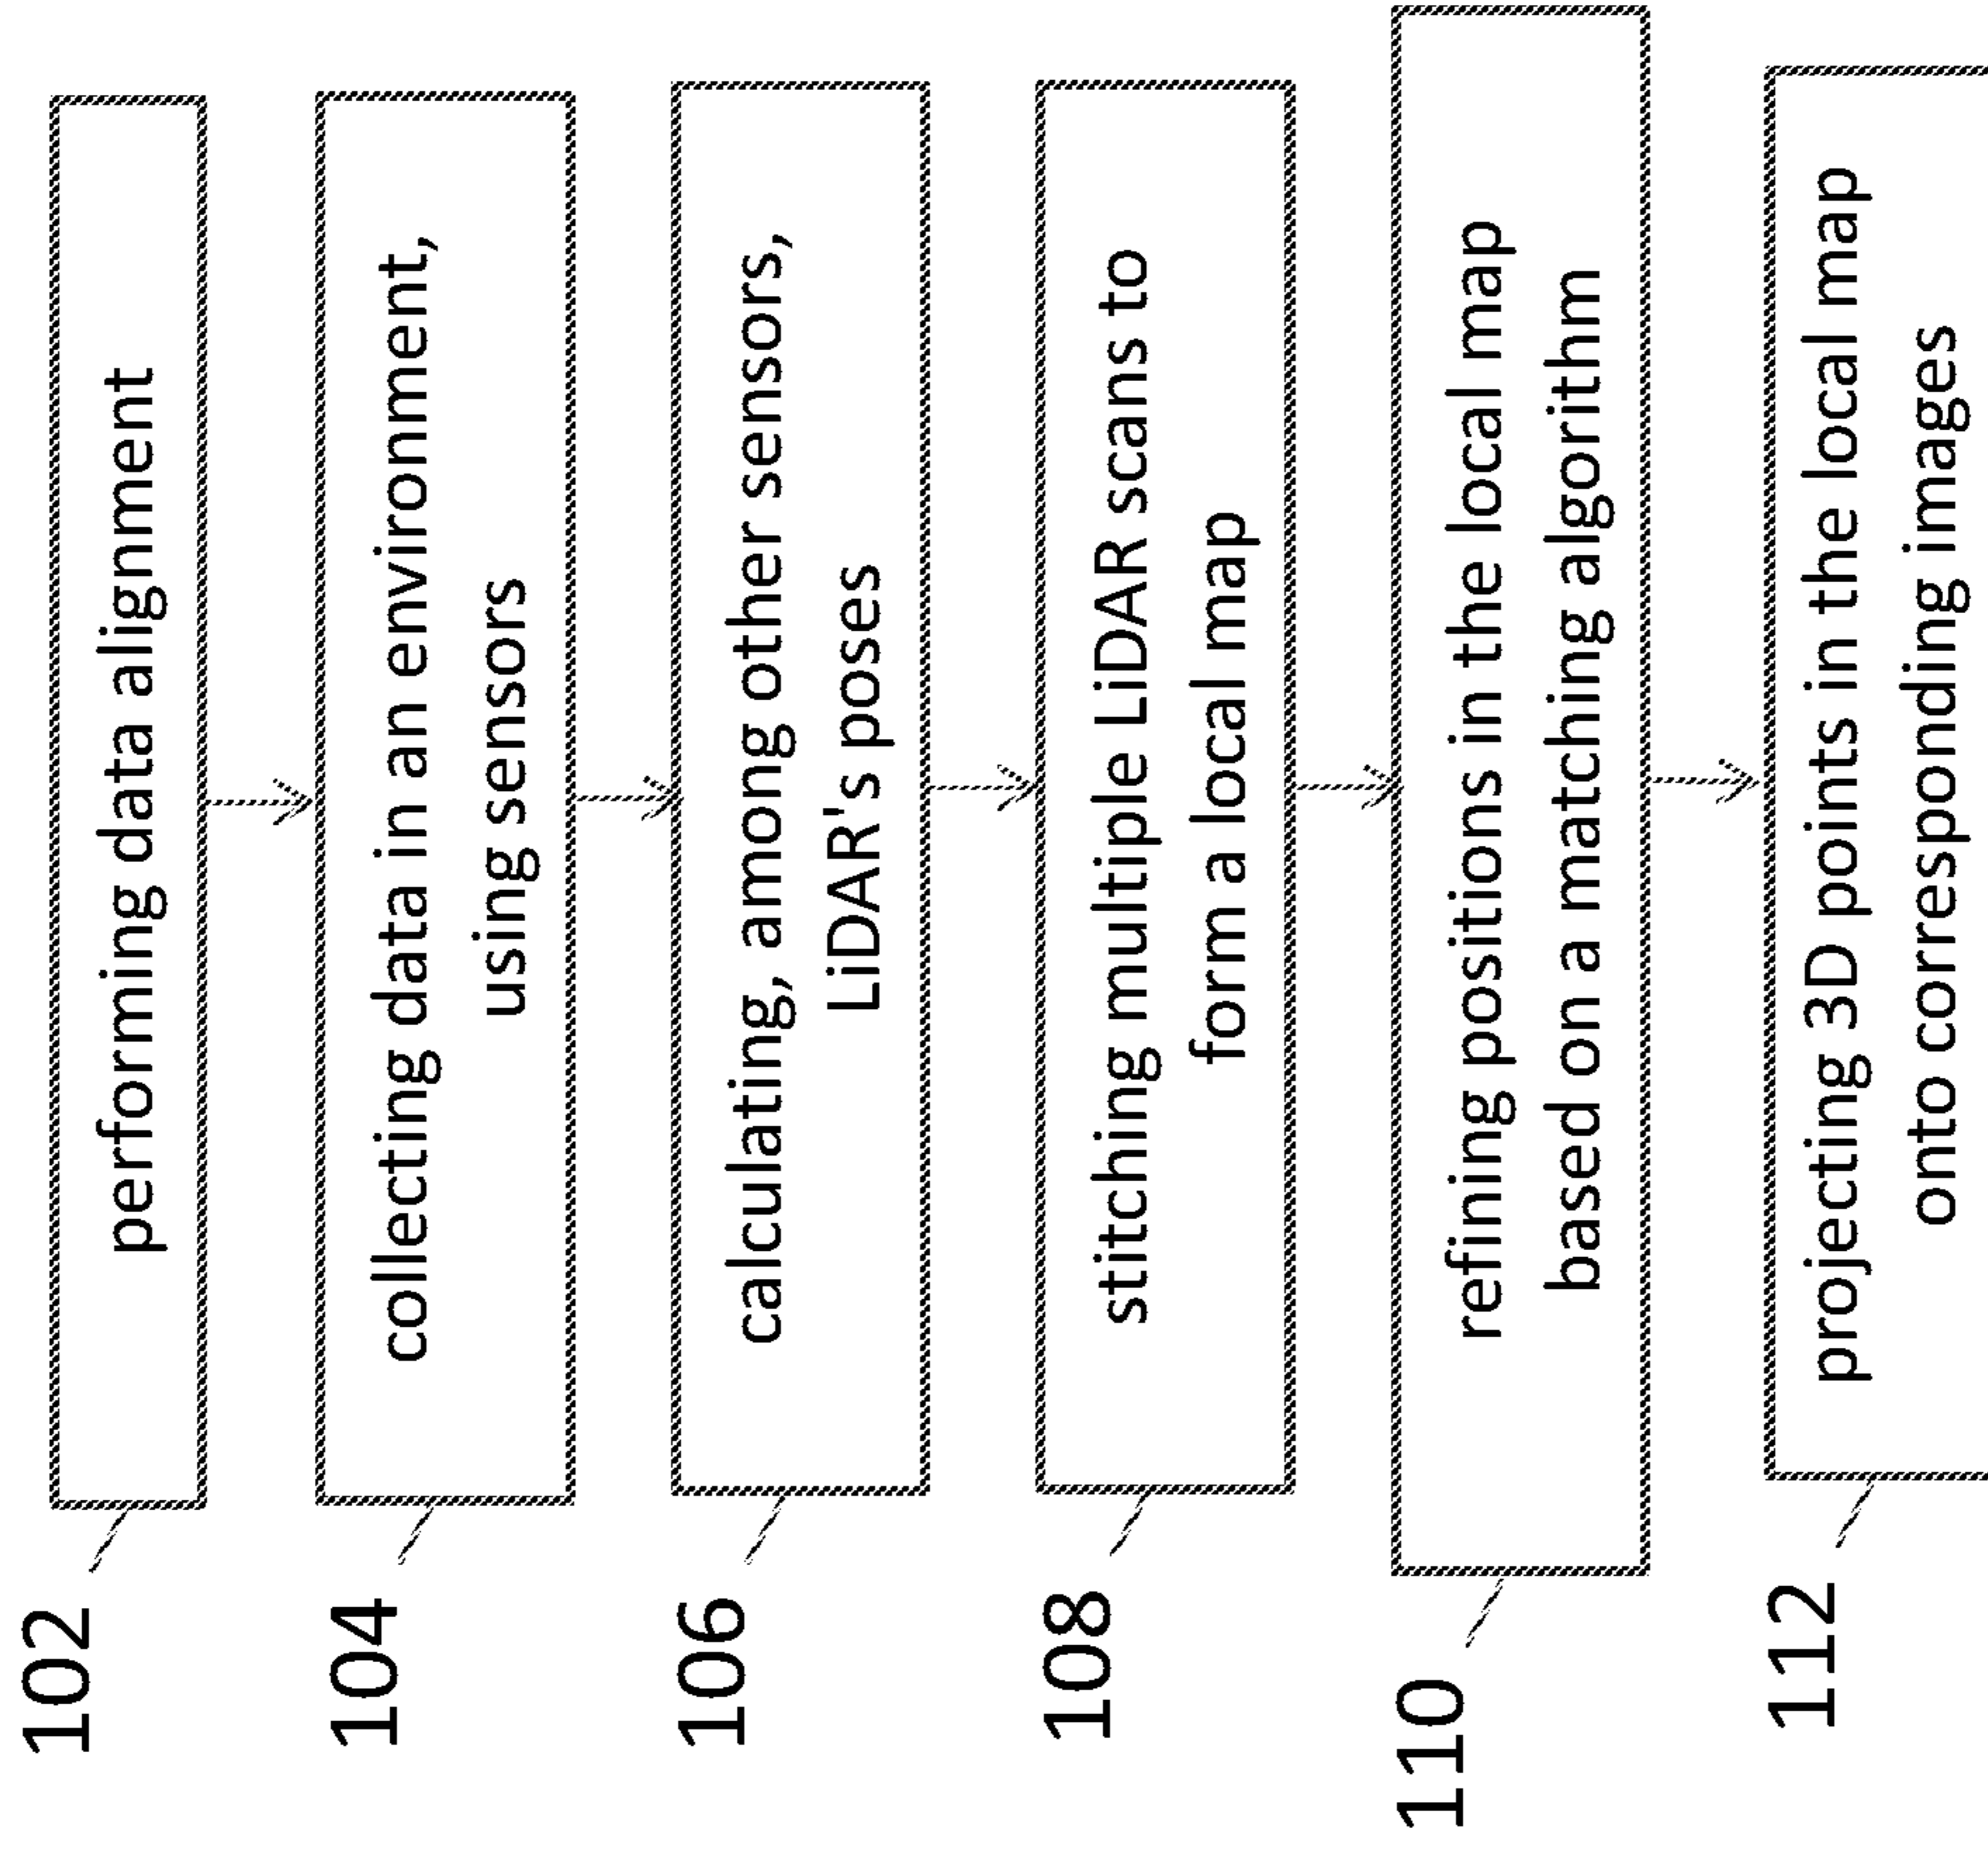 102
performing data alignment
104
collecting data in an environment,
using sensors
106
calculating, among other sensors,
LiDAR's poses
108
stitching multiple LiDAR scans to
form a local map
110
refining positions in the local map
based on a matching algorithm
112
projecting 3D points in the local map
onto corresponding images